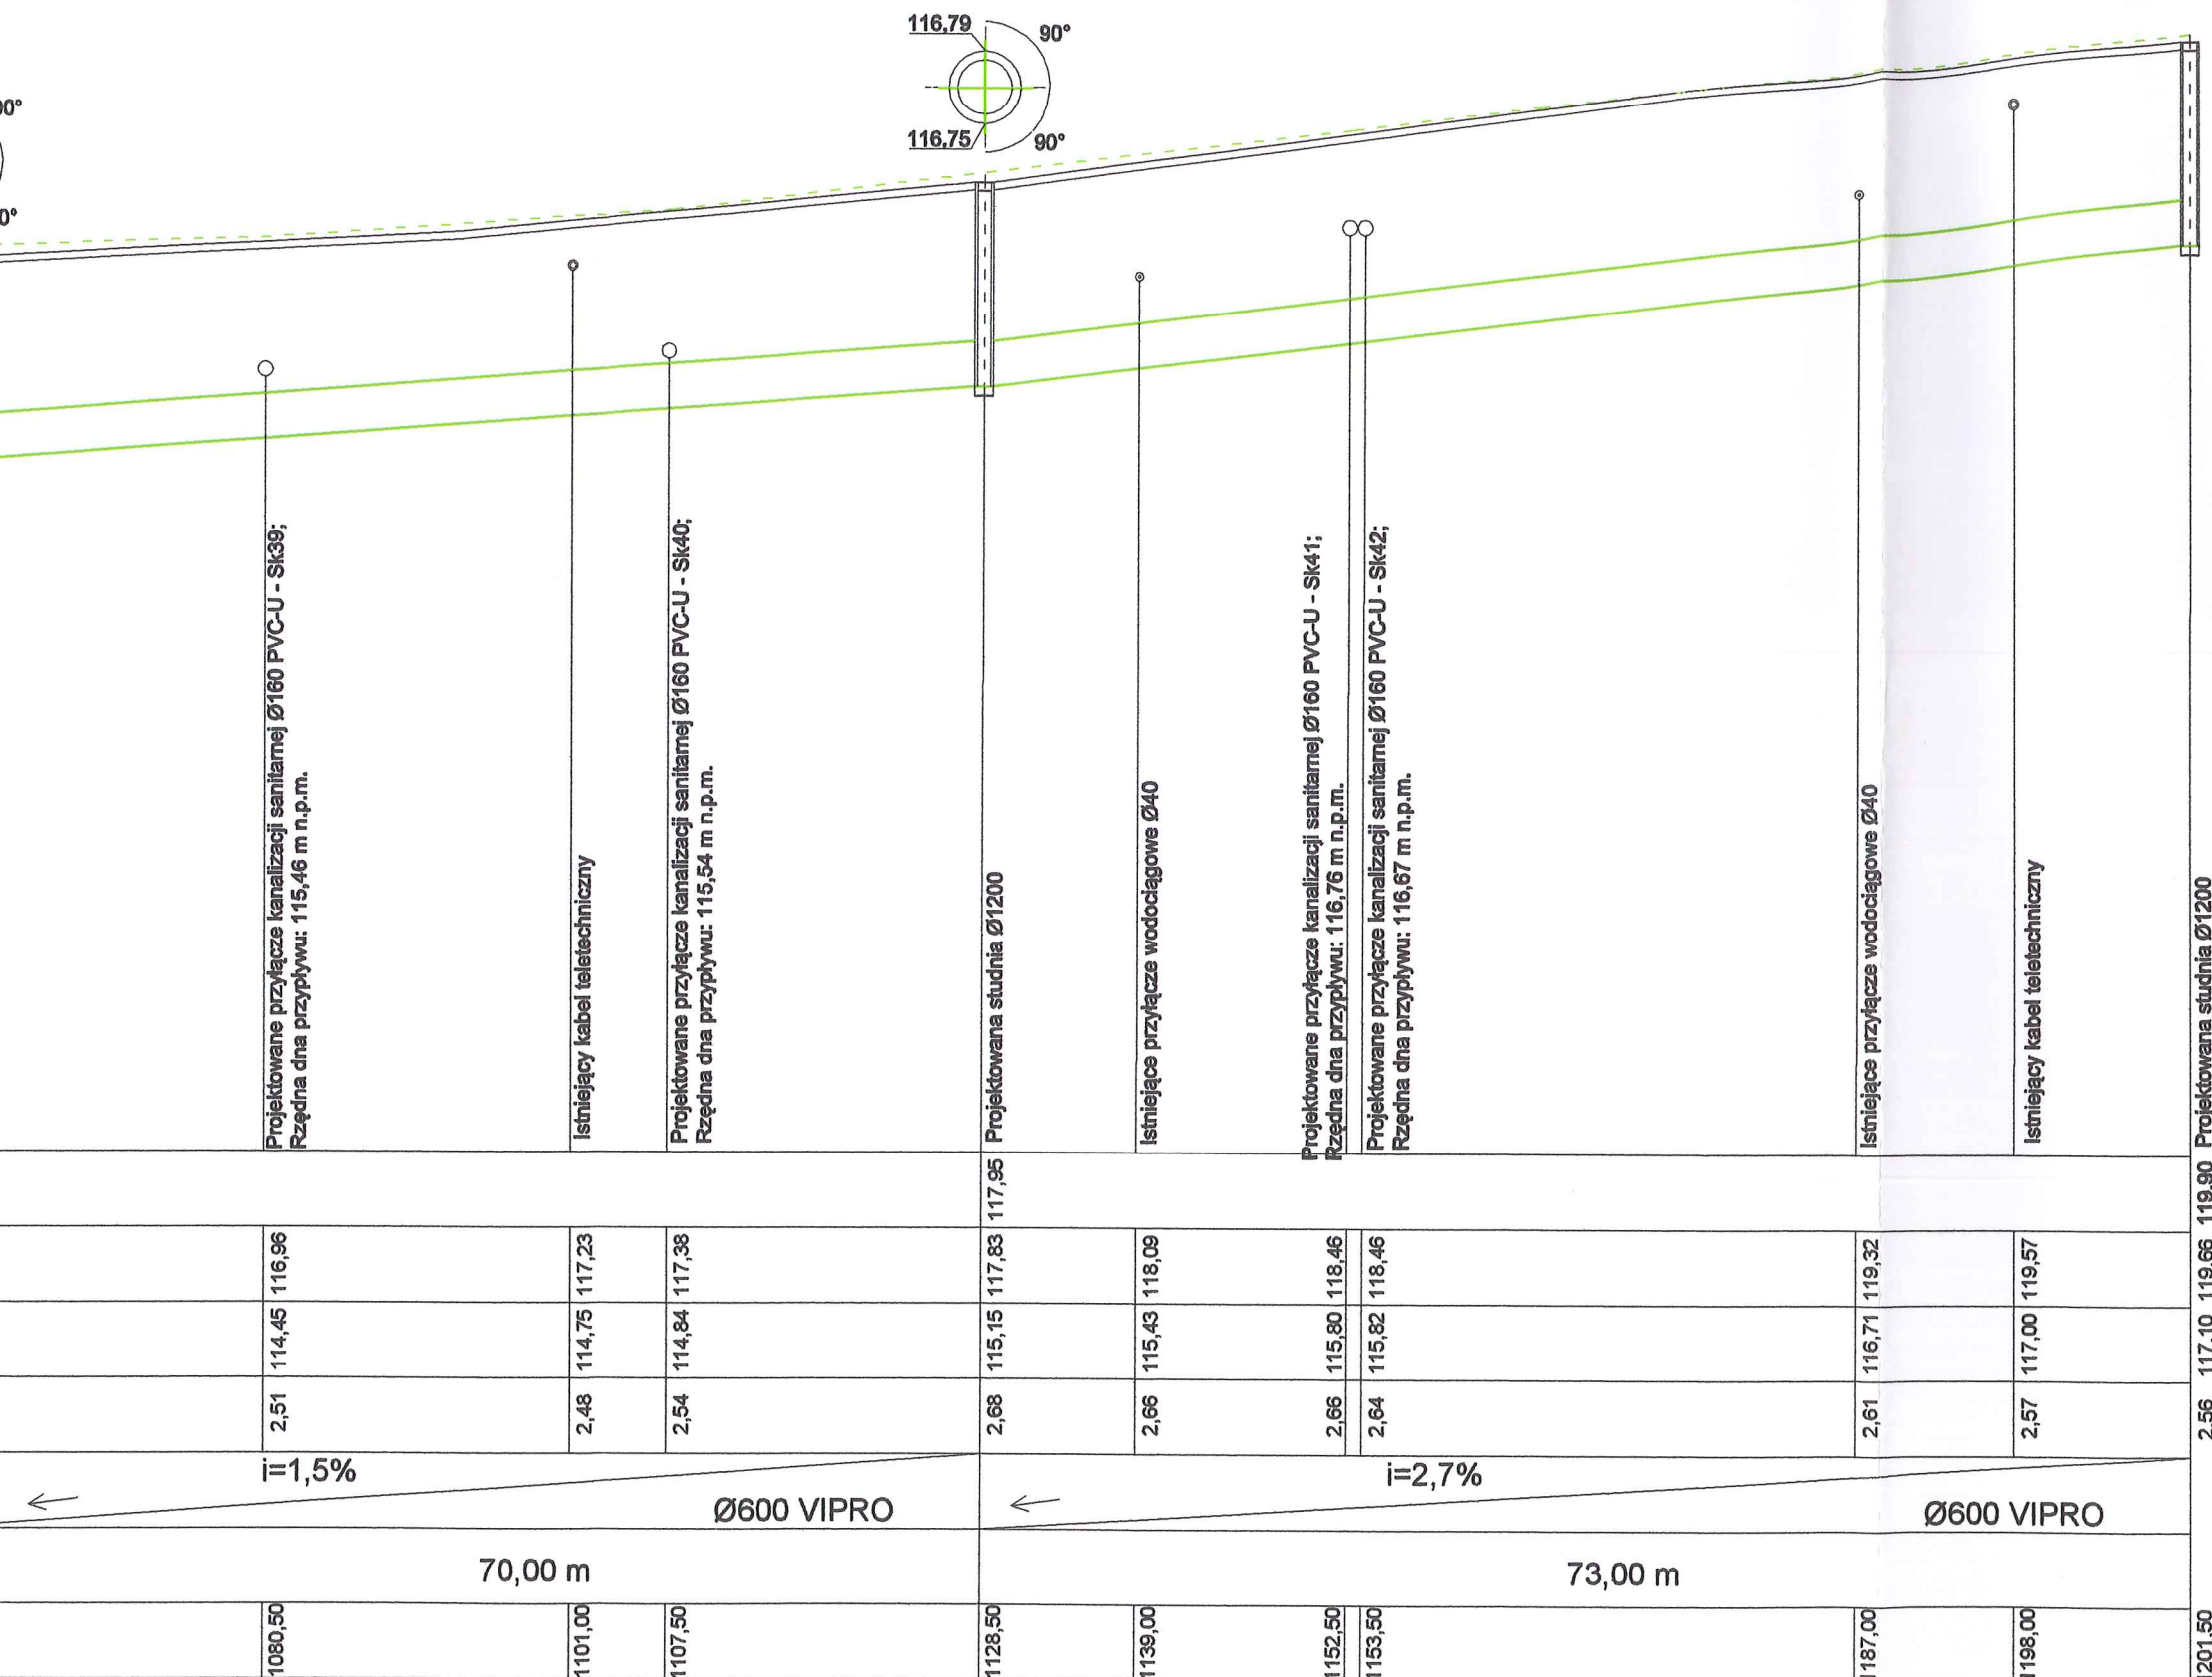 116,79
90°
116,75
90°
00°
0°
Projektowane przyłącze kanalizacji sanitarnej Ø160 PVC-U - Sk39;
Rzędna dna przypływu: 115,46 m n.p.m.
Istniejący kabel teletechniczny
Projektowane przyłącze kanalizacji sanitarnej Ø160 PVC-U - Sk40;
Rzędna dna przypływu: 115,54 m n.p.m.
Projektowana studnia Ø1200
Istniejące przyłącze wodociągowe Ø40
Projektowane przyłącze kanalizacji sanitarnej Ø160 PVC-U - Sk41;
Rzędna dna przypływu: 116,76 m n.p.m.
Projektowane przyłącze kanalizacji sanitarnej Ø160 PVC-U - Sk42;
Rzędna dna przypływu: 116,67 m n.p.m.
Istniejące przyłącze wodociągowe Ø40
Istniejący kabel teletechniczny
Projektowana studnia Ø1200
117,95 119,90
116,96 117,23 117,38 117,83 118,09 118,46 118,46 119,32 119,57 119,66
114,45 114,75 114,84 115,15 115,43 115,80 115,82 116,71 117,00 117,10
2,51 2,48 2,54 2,68 2,66 2,66 2,64 2,61 2,57 2,56
i=1,5% i=2,7%
Ø600 VIPRO Ø600 VIPRO
70,00 m 73,00 m
1080,50 1101,00 1107,50 1128,50 1139,00 1152,50 1153,50 1187,00 1198,00 1201,50